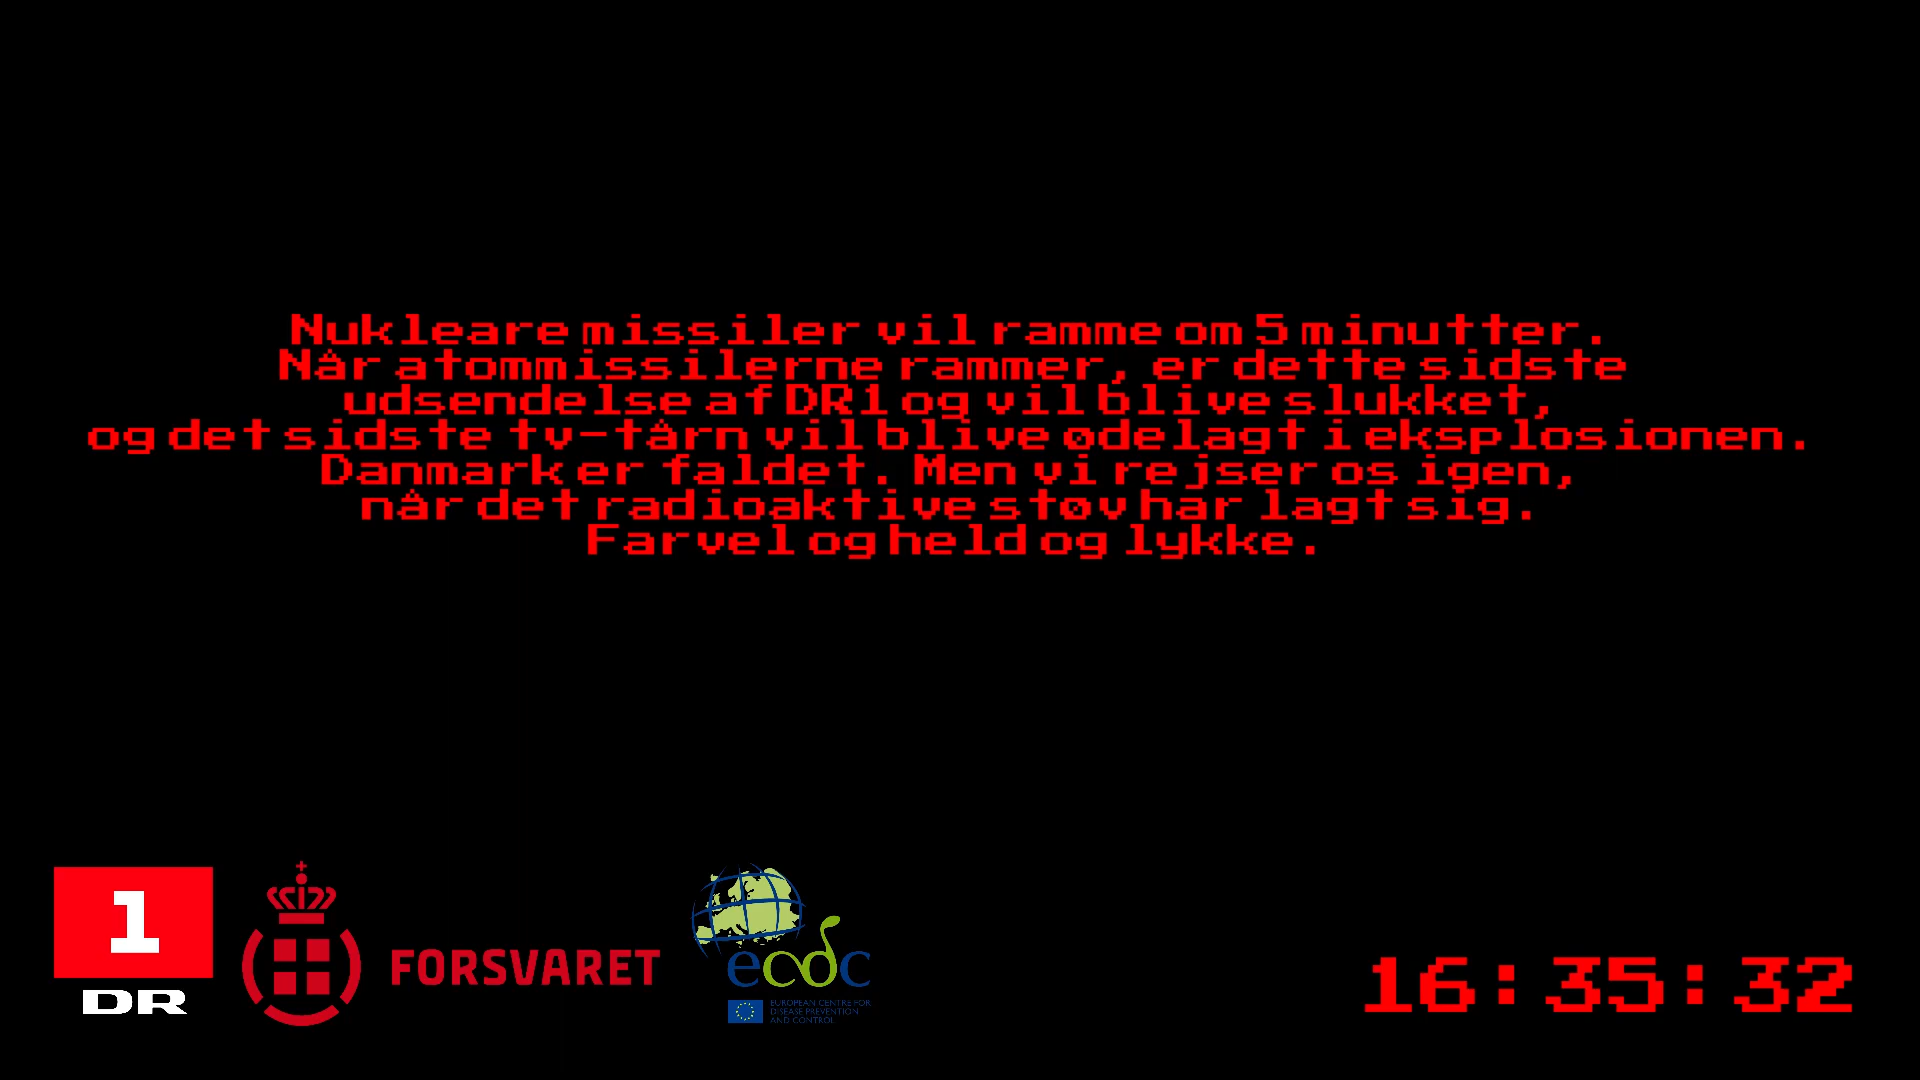 Nukleare missiler vil ramme om 5 minutter.
Når atommissilerne rammer, er dette sidste
udsendelse af DR1 og vil blive slukket,
og det sidste tv-tårn vil blive ødelagt i eksplosionen.
Danmark er faldet. Men vi rejser os igen,
når det radioaktive støv har lagt sig.
Farvel og held og lykke.
1
DR
FORSVARET
ecdc
EUROPEAN CENTRE FOR
DISEASE PREVENTION
AND CONTROL
16:35:32